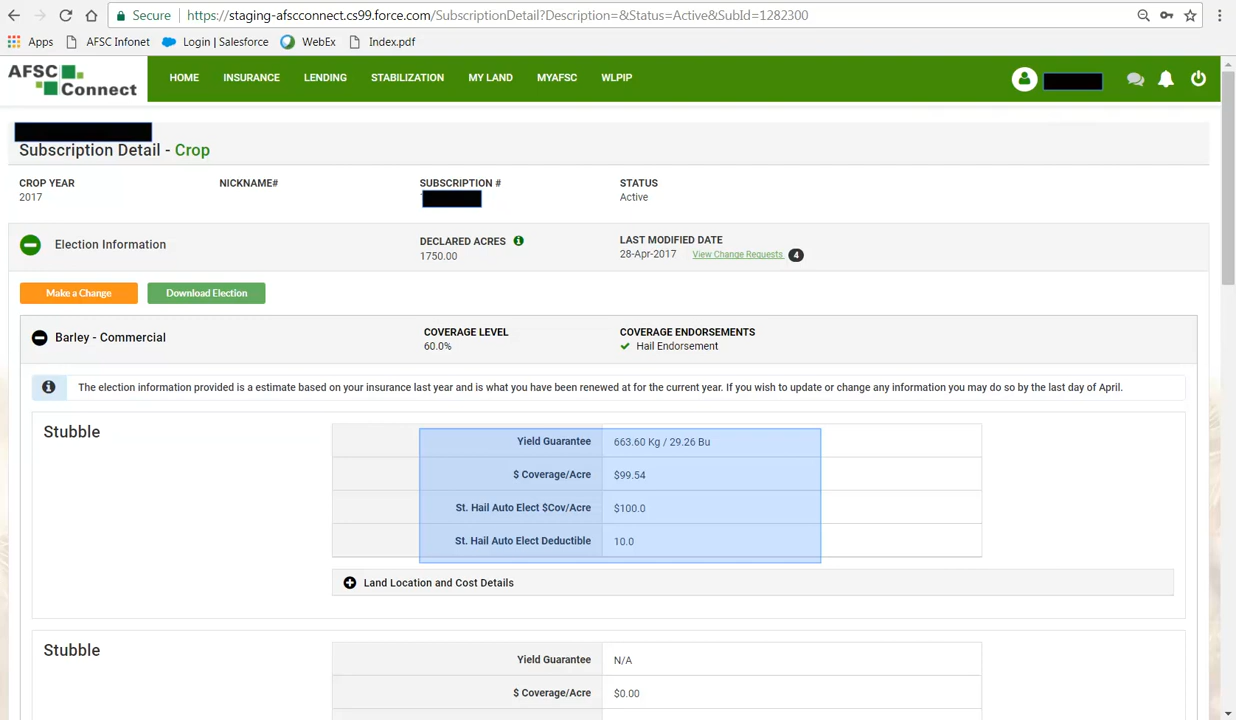 Secure https://staging-afscconnect.cs99.force.com/SubscriptionDetail?Description=&Status=Active&SubId=1282300
Apps AFSC Infonet Login | Salesforce WebEx Index.pdf
AFSC Connect
HOME INSURANCE LENDING STABILIZATION MY LAND MYAFSC WLPIP
Subscription Detail - Crop
CROP YEAR NICKNAME# SUBSCRIPTION # STATUS
2017 Active
Election Information DECLARED ACRES LAST MODIFIED DATE
1750.00 28-Apr-2017 View Change Requests 4
Make a Change Download Election
Barley - Commercial COVERAGE LEVEL COVERAGE ENDORSEMENTS
60.0% Hail Endorsement
The election information provided is a estimate based on your insurance last year and is what you have been renewed at for the current year. If you wish to update or change any information you may do so by the last day of April.
Stubble
Yield Guarantee 663.60 Kg / 29.26 Bu
$ Coverage/Acre $99.54
St. Hail Auto Elect $Cov/Acre $100.0
St. Hail Auto Elect Deductible 10.0
Land Location and Cost Details
Stubble
Yield Guarantee N/A
$ Coverage/Acre $0.00